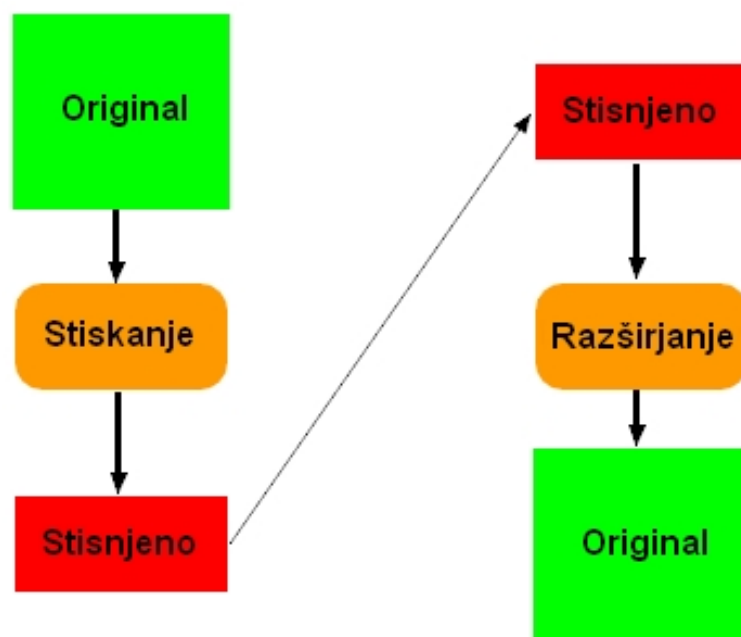 Original
Stiskanje
Stisnjeno
Stisnjeno
Razširjanje
Original